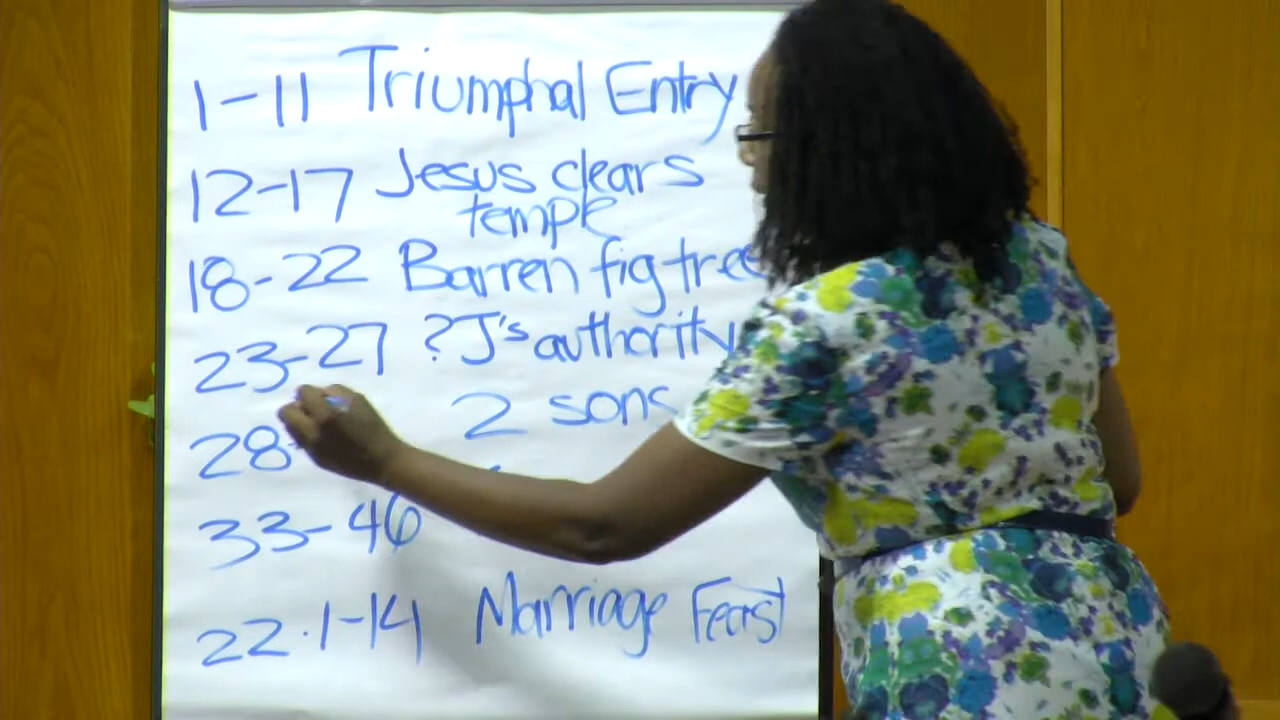 1-11 Triumphal Entry
12-17 Jesus clears
temple
18-22 Barren fig tree
23-27 ? J's authority
28- 2 sons
33-46
22.1-14 Marriage Feast